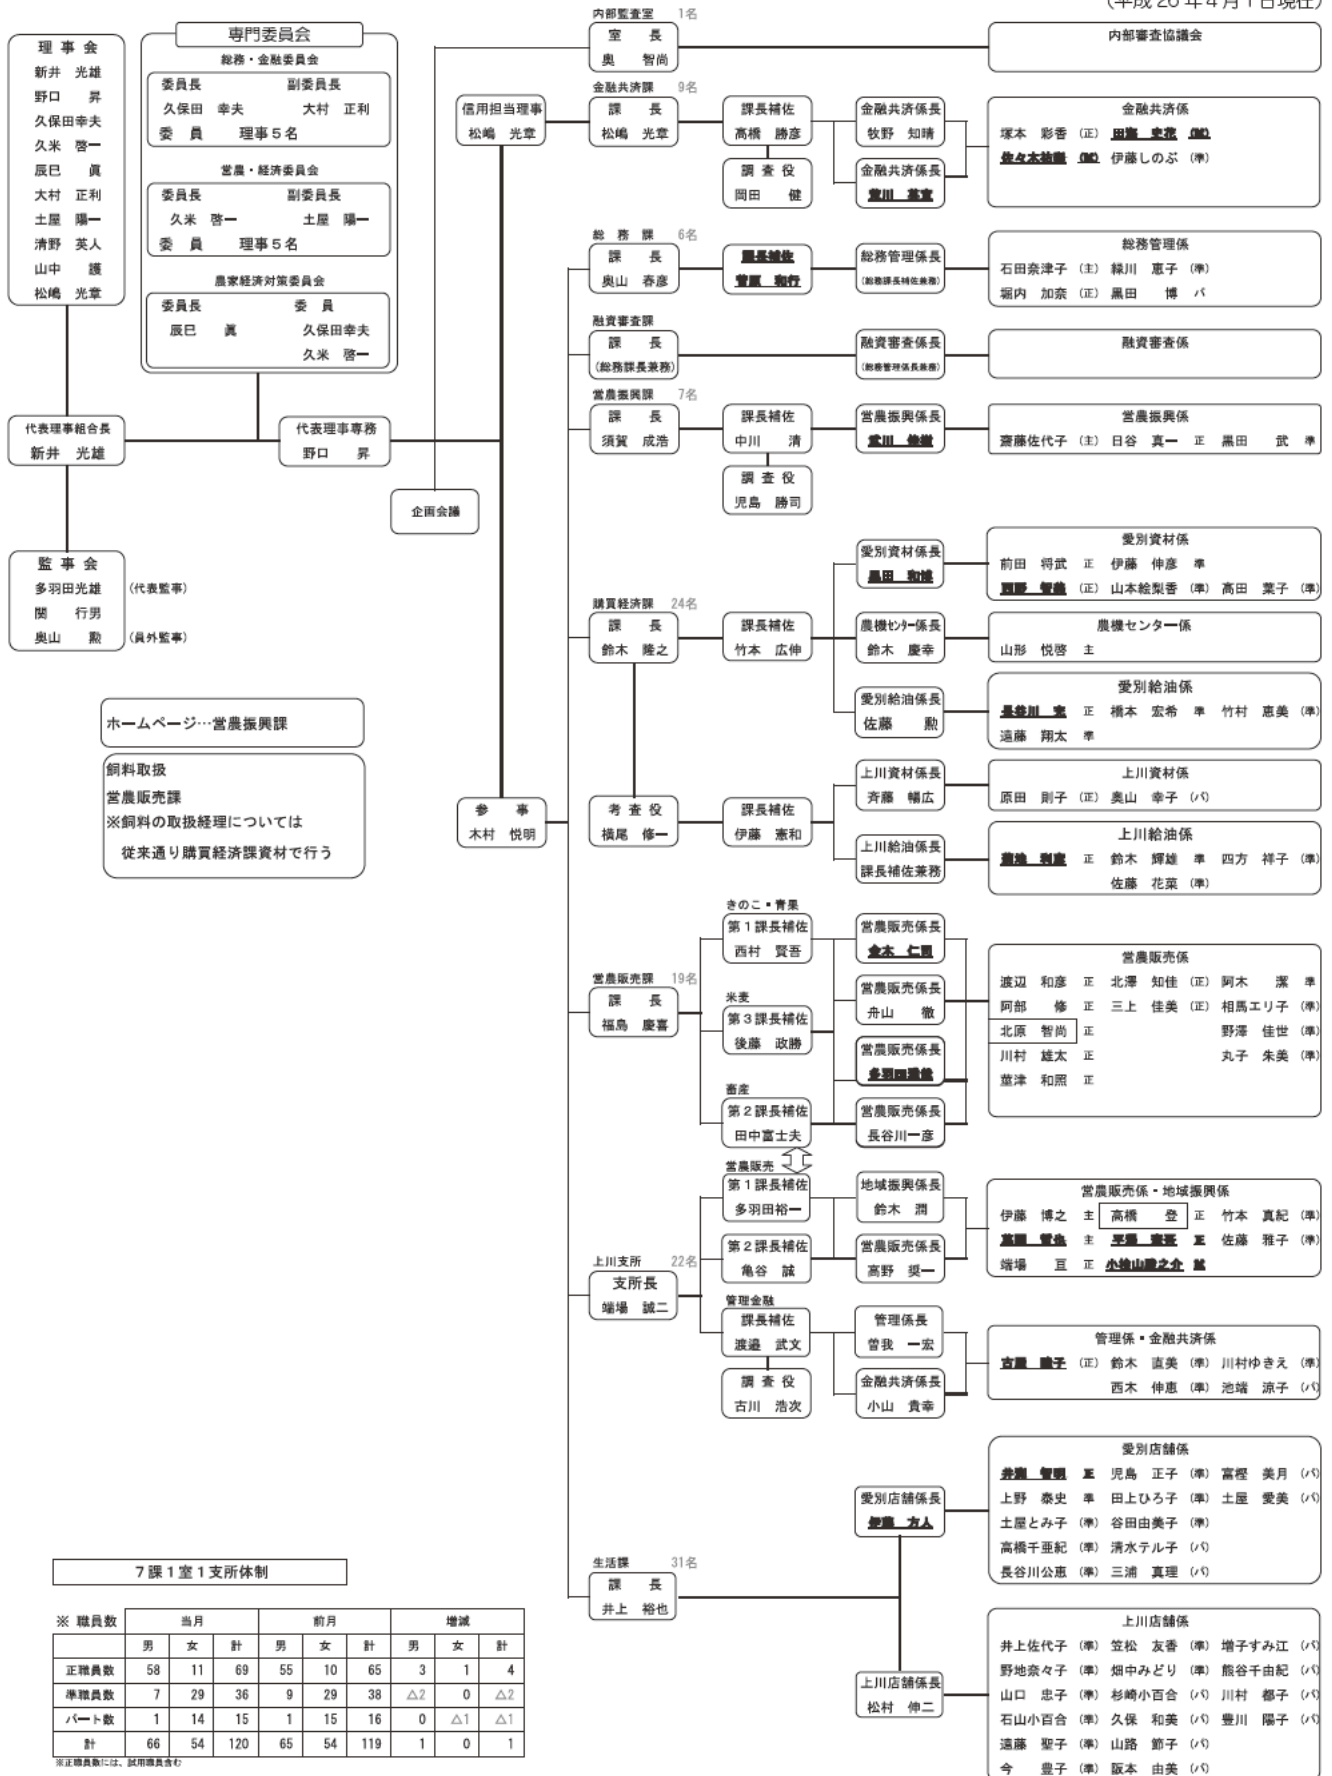 (平成26年4月1日現在)
理事会
新井 光雄
野口 昇
久保田幸夫
久米 啓一
辰巳 眞
大村 正利
土屋 陽一
清野 英人
山中 護
松嶋 光章
専門委員会
総務・金融委員会
委員長 副委員長
久保田 幸夫 大村 正利
委員 理事5名
営農・経済委員会
委員長 副委員長
久米 啓一 土屋 陽一
委員 理事5名
農家経済対策委員会
委員長 委員
辰巳 眞 久保田幸夫
久米 啓一
代表理事組合長
新井 光雄
代表理事専務
野口 昇
企画会議
監事会
多羽田光雄 (代表監事)
関 行男
奥山 勲 (員外監事)
ホームページ…営農振興課
飼料取扱
営農販売課
※飼料の取扱経理については
従来通り購買経済課資材で行う
信用担当理事
松嶋 光章
参事
木村 悦明
内部監査室 1名
室長
奥 智尚
内部審査協議会
金融共済課 9名
課長
松嶋 光章
課長補佐
高橋 勝彦
調査役
岡田 健
金融共済係長
牧野 知晴
金融共済係長
金融共済係
塚本 彩香 (正)
伊藤しのぶ (準)
総務課 6名
課長
奥山 春彦
課長補佐
菅原 和行
総務管理係長
(総務課長補佐兼務)
総務管理係
石田奈津子 (主) 緑川 恵子 (準)
堀内 加奈 (正) 黒田 博 パ
融資審査課
課長
(総務課長兼務)
融資審査係長
(総務管理係長兼務)
融資審査係
営農振興課 7名
課長
須賀 成浩
課長補佐
中川 清
調査役
児島 勝司
営農振興係長
営農振興係
斎藤佐代子 (主) 日谷 真一 正 黒田 武 準
購買経済課 24名
課長
鈴木 隆之
課長補佐
竹本 広伸
愛別資材係長
黒田 和博
愛別資材係
前田 将武 正 伊藤 伸彦 準
(正) 山本絵梨香 (準) 高田 葉子 (準)
農機センター係長
鈴木 慶幸
農機センター係
山形 悦啓 主
愛別給油係長
佐藤 勲
愛別給油係
長谷川 宏 正 橋本 宏希 準 竹村 恵美 (準)
遠藤 翔太 準
考査役
横尾 修一
課長補佐
伊藤 憲和
上川資材係長
斉藤 暢広
上川資材係
原田 則子 (正) 奥山 幸子 (パ)
上川給油係長
課長補佐兼務
上川給油係
正 鈴木 輝雄 準 四方 祥子 (準)
佐藤 花菜 (準)
営農販売課 19名
課長
福島 慶喜
きのこ・青果
第1課長補佐
西村 賢吾
米麦
第3課長補佐
後藤 政勝
畜産
第2課長補佐
田中富士夫
営農販売係長
金木 仁司
営農販売係長
舟山 徹
営農販売係長
営農販売係長
長谷川一彦
営農販売係
渡辺 和彦 正 北澤 知佳 (正) 阿木 潔 準
阿部 修 正 三上 佳美 (正) 相馬エリ子 (準)
北原 智尚 正 野澤 佳世 (準)
川村 雄太 正 丸子 朱美 (準)
韮津 和照 正
上川支所 22名
支所長
端場 誠二
営農販売
第1課長補佐
多羽田裕一
第2課長補佐
亀谷 誠
管理金融
課長補佐
渡邉 武文
調査役
古川 浩次
地域振興係長
鈴木 潤
営農販売係長
高野 奨一
営農販売係・地域振興係
伊藤 博之 主 高橋 登 正 竹本 真紀 (準)
主 正 佐藤 雅子 (準)
端場 亘 正
管理係長
曽我 一宏
金融共済係長
小山 貴幸
管理係・金融共済係
(正) 鈴木 直美 (準) 川村ゆきえ (準)
西木 伸恵 (準) 池端 涼子 (パ)
生活課 31名
課長
井上 裕也
愛別店舗係長
伊藤 方人
愛別店舗係
正 児島 正子 (準) 富樫 美月 (パ)
上野 泰史 準 田上ひろ子 (準) 土屋 愛美 (パ)
土屋とみ子 (準) 谷田由美子 (準)
高橋千亜紀 (準) 清水テル子 (パ)
長谷川公恵 (準) 三浦 真理 (パ)
上川店舗係長
松村 伸二
上川店舗係
井上佐代子 (準) 笠松 友香 (準) 増子すみ江 (パ)
野地奈々子 (準) 畑中みどり (準) 熊谷千由紀 (パ)
山口 忠子 (準) 杉崎小百合 (パ) 川村 都子 (パ)
石山小百合 (準) 久保 和美 (パ) 豊川 陽子 (パ)
遠藤 聖子 (準) 山路 節子 (パ)
今 豊子 (準) 阪本 由美 (パ)
7課1室1支所体制
※ 職員数 当月 前月 増減
男 女 計 男 女 計 男 女 計
正職員数 58 11 69 55 10 65 3 1 4
準職員数 7 29 36 9 29 38 △2 0 △2
パート数 1 14 15 1 15 16 0 △1 △1
計 66 54 120 65 54 119 1 0 1
※正職員数には、試用職員含む